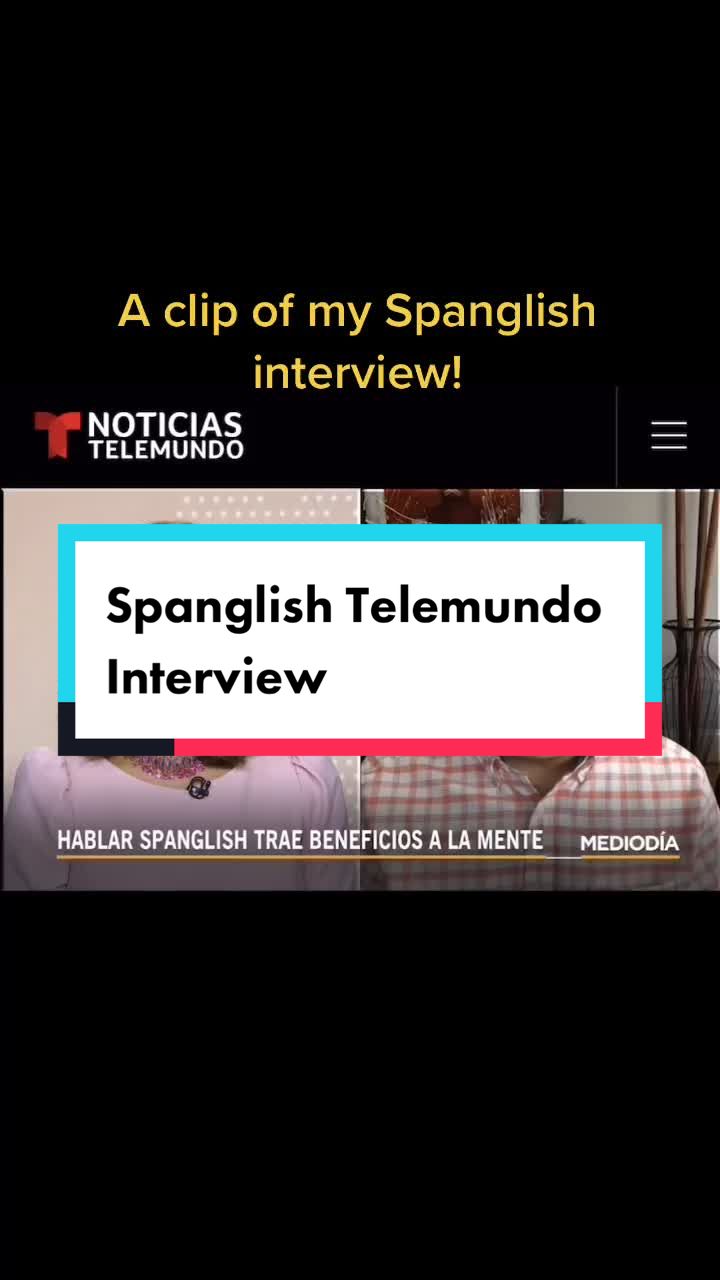 A clip of my Spanglish
interview!
NOTICIAS
TELEMUNDO
Spanglish Telemundo
Interview
HABLAR SPANGLISH TRAE BENEFICIOS A LA MENTE
MEDIODÍA